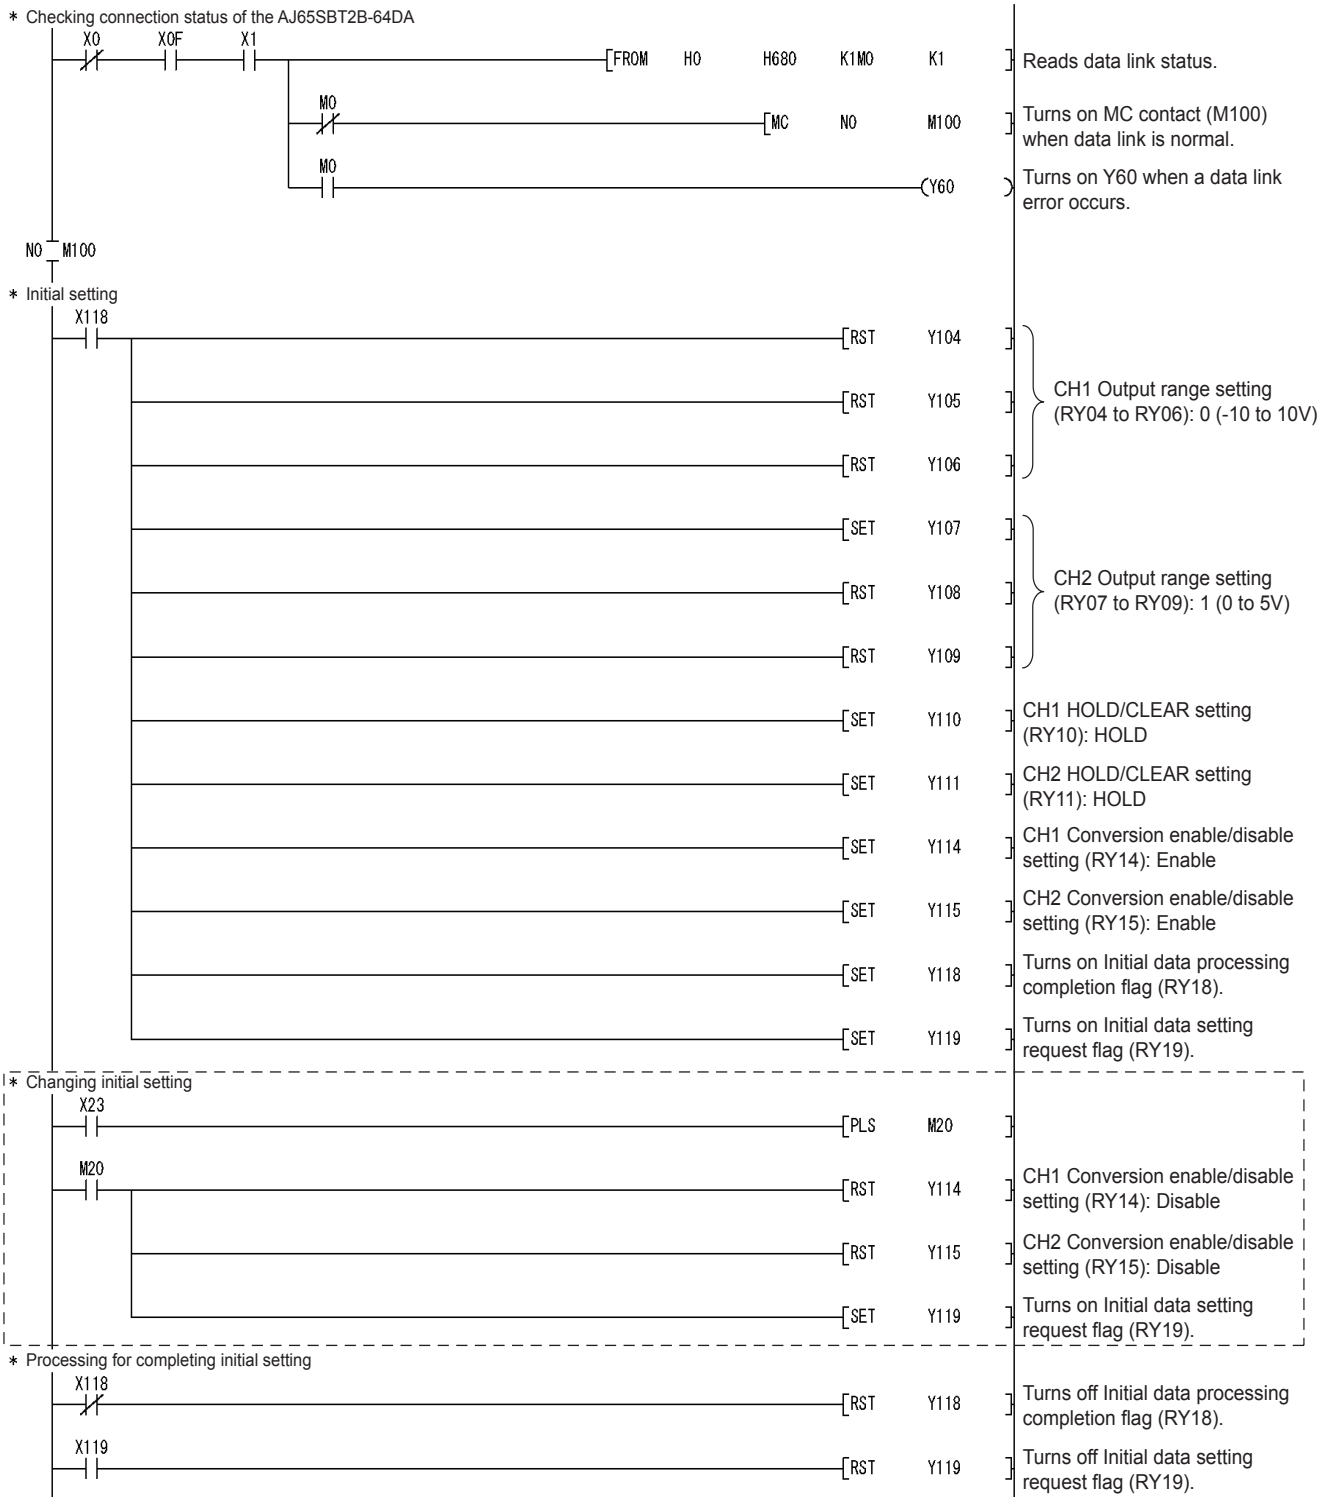 * Checking connection status of the AJ65SBT2B-64DA
X0 X0F X1
[FROM H0 H680 K1M0 K1 ] Reads data link status.
M0
[MC N0 M100 ] Turns on MC contact (M100)
when data link is normal.
M0
(Y60 ) Turns on Y60 when a data link
error occurs.
N0 M100
* Initial setting
X118
[RST Y104 ]
CH1 Output range setting
[RST Y105 ] (RY04 to RY06): 0 (-10 to 10V)
[RST Y106 ]
[SET Y107 ]
CH2 Output range setting
[RST Y108 ] (RY07 to RY09): 1 (0 to 5V)
[RST Y109 ]
[SET Y110 ] CH1 HOLD/CLEAR setting
(RY10): HOLD
[SET Y111 ] CH2 HOLD/CLEAR setting
(RY11): HOLD
[SET Y114 ] CH1 Conversion enable/disable
setting (RY14): Enable
[SET Y115 ] CH2 Conversion enable/disable
setting (RY15): Enable
[SET Y118 ] Turns on Initial data processing
completion flag (RY18).
[SET Y119 ] Turns on Initial data setting
request flag (RY19).
* Changing initial setting
X23
[PLS M20 ]
M20
[RST Y114 ] CH1 Conversion enable/disable
setting (RY14): Disable
[RST Y115 ] CH2 Conversion enable/disable
setting (RY15): Disable
[SET Y119 ] Turns on Initial data setting
request flag (RY19).
* Processing for completing initial setting
X118
[RST Y118 ] Turns off Initial data processing
completion flag (RY18).
X119
[RST Y119 ] Turns off Initial data setting
request flag (RY19).